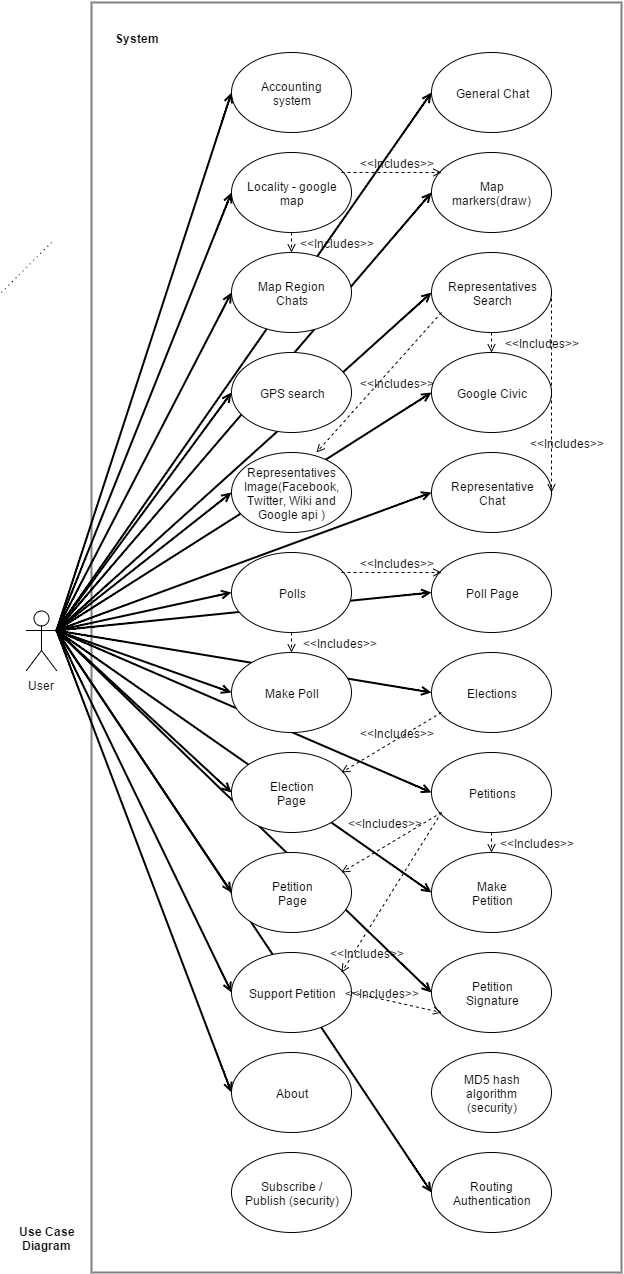 System
Accounting
system
General Chat
<<Includes>>
Locality - google
map
Map
markers(draw)
<<Includes>>
Map Region
Chats
Representatives
Search
<<Includes>>
<<Includes>>
GPS search
Google Civic
<<Includes>>
Representatives
Image(Facebook,
Twitter, Wiki and
Google api )
Representative
Chat
<<Includes>>
Polls
Poll Page
User
<<Includes>>
Make Poll
Elections
<<Includes>>
Election
Page
Petitions
<<Includes>>
<<Includes>>
Petition
Page
Make
Petition
<<Includes>>
Support Petition
<<Includes>>
Petition
Signature
About
MD5 hash
algorithm
(security)
Subscribe /
Publish (security)
Routing
Authentication
Use Case
Diagram